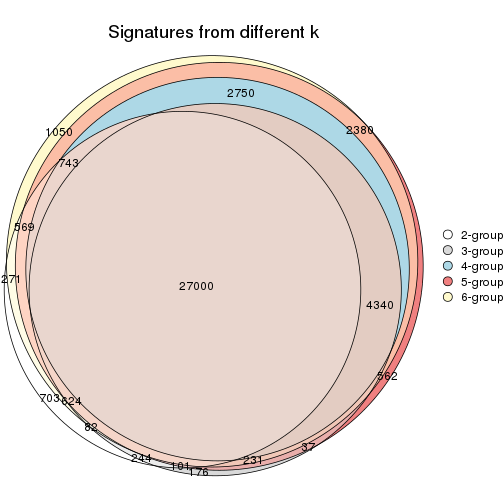 Signatures from different k
2750
2380
1050
743
569
271
27000
4340
562
703
624
82
244
101
176
231
37
2-group
3-group
4-group
5-group
6-group